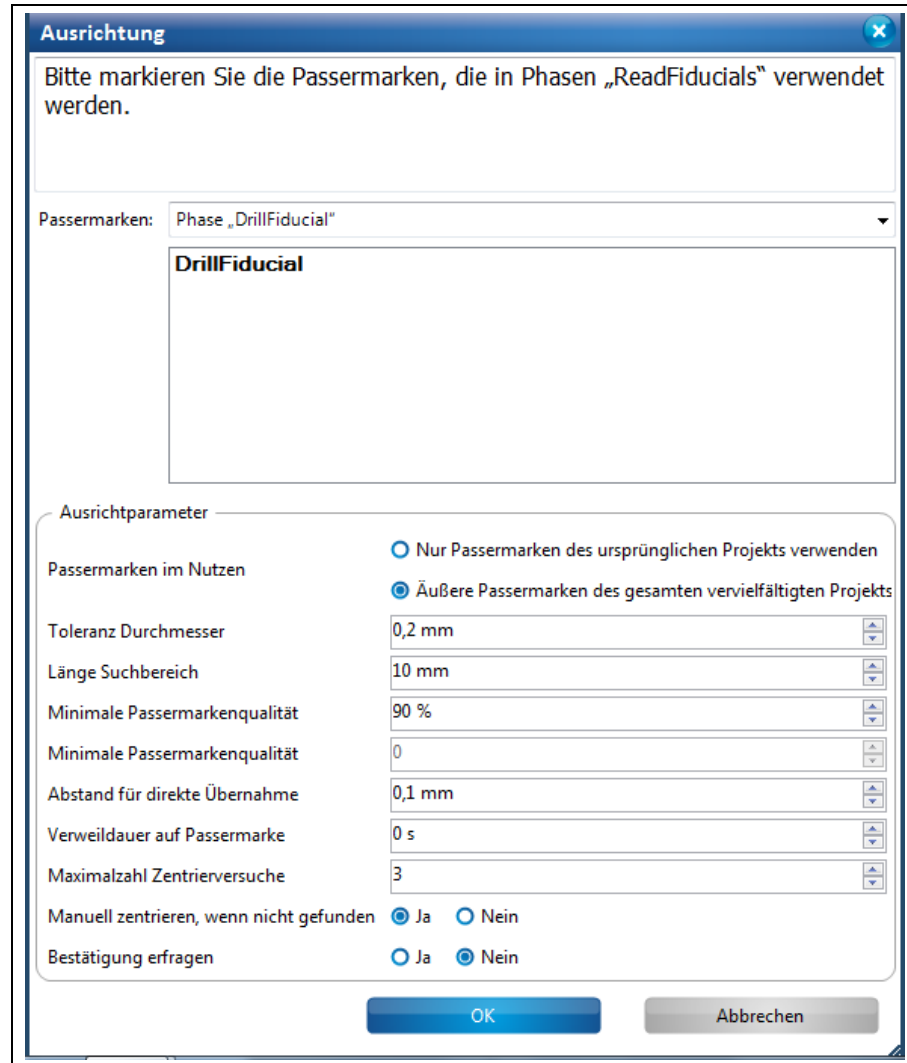 Ausrichtung
Bitte markieren Sie die Passermarken, die in Phasen „ReadFiducials“ verwendet
werden.
Passermarken: Phase „DrillFiducial“
DrillFiducial
Ausrichtparameter
Passermarken im Nutzen
Nur Passermarken des ursprünglichen Projekts verwenden
Äußere Passermarken des gesamten vervielfältigten Projekts
Toleranz Durchmesser 0,2 mm
Länge Suchbereich 10 mm
Minimale Passermarkenqualität 90 %
Minimale Passermarkenqualität 0
Abstand für direkte Übernahme 0,1 mm
Verweildauer auf Passermarke 0 s
Maximalzahl Zentrierversuche 3
Manuell zentrieren, wenn nicht gefunden Ja Nein
Bestätigung erfragen Ja Nein
OK Abbrechen